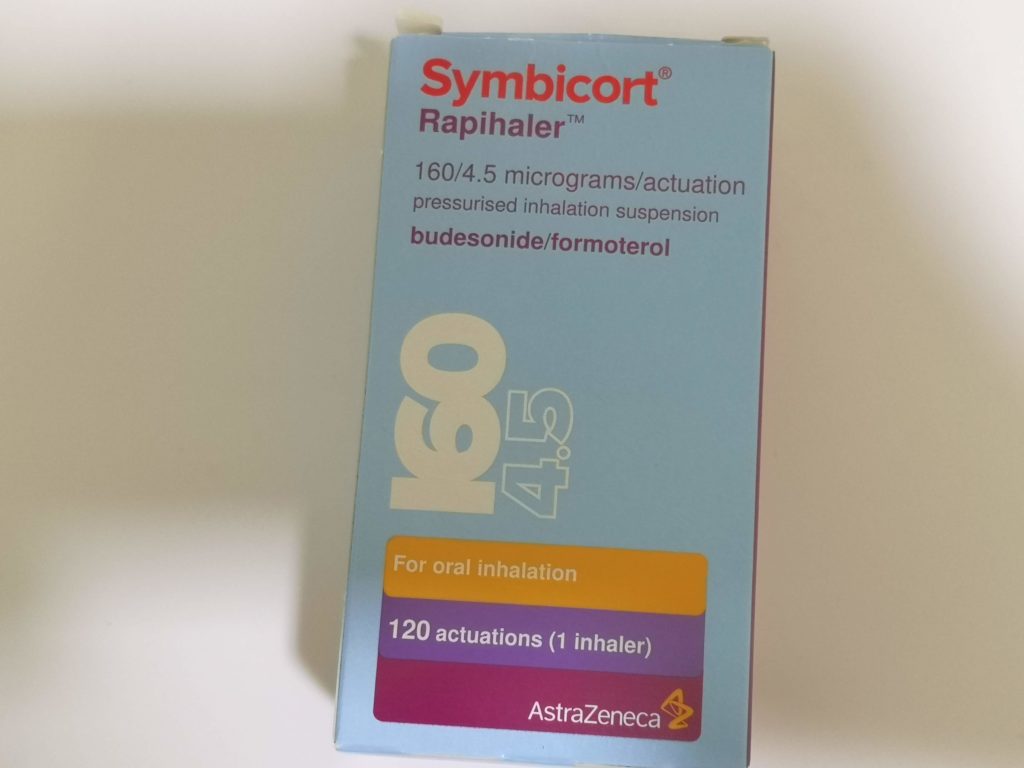 Symbicort®
Rapihaler™
160/4.5 micrograms/actuation
pressurised inhalation suspension
budesonide/formoterol
160
4.5
For oral inhalation
120 actuations (1 inhaler)
AstraZeneca